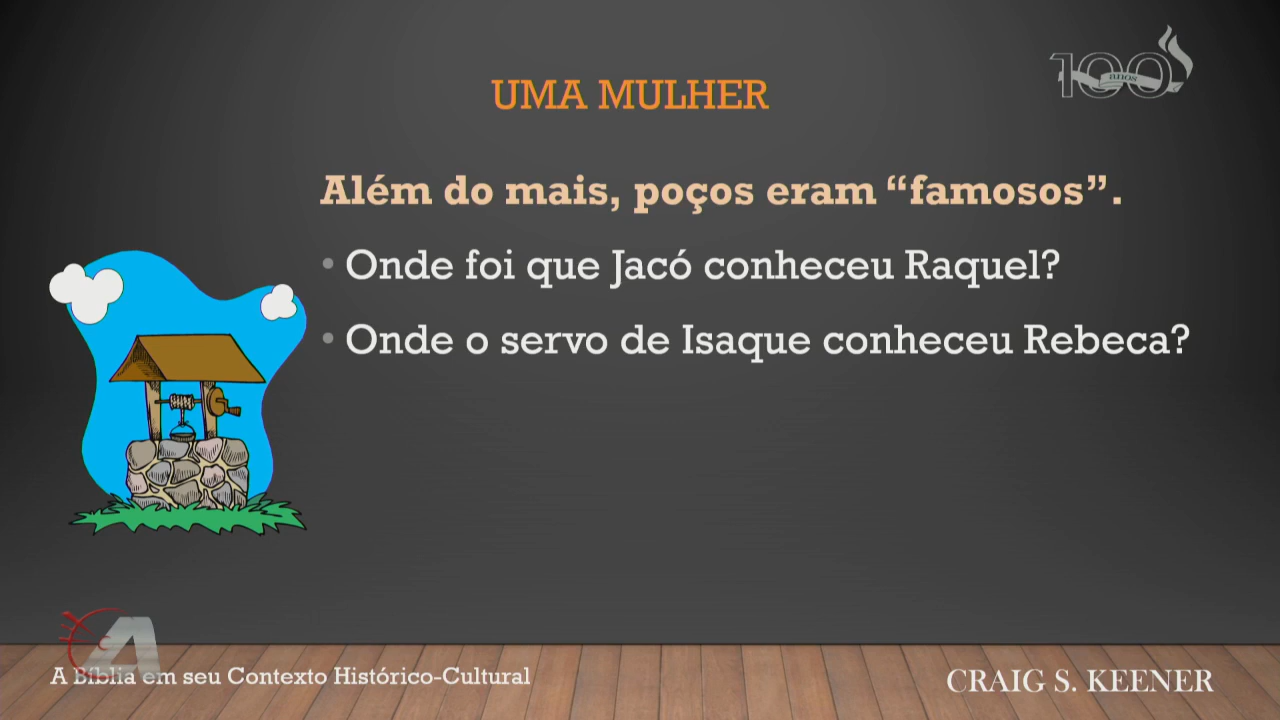 100
anos
UMA MULHER
Além do mais, poços eram “famosos”.
• Onde foi que Jacó conheceu Raquel?
• Onde o servo de Isaque conheceu Rebeca?
A Bíblia em seu Contexto Histórico-Cultural
CRAIG S. KEENER